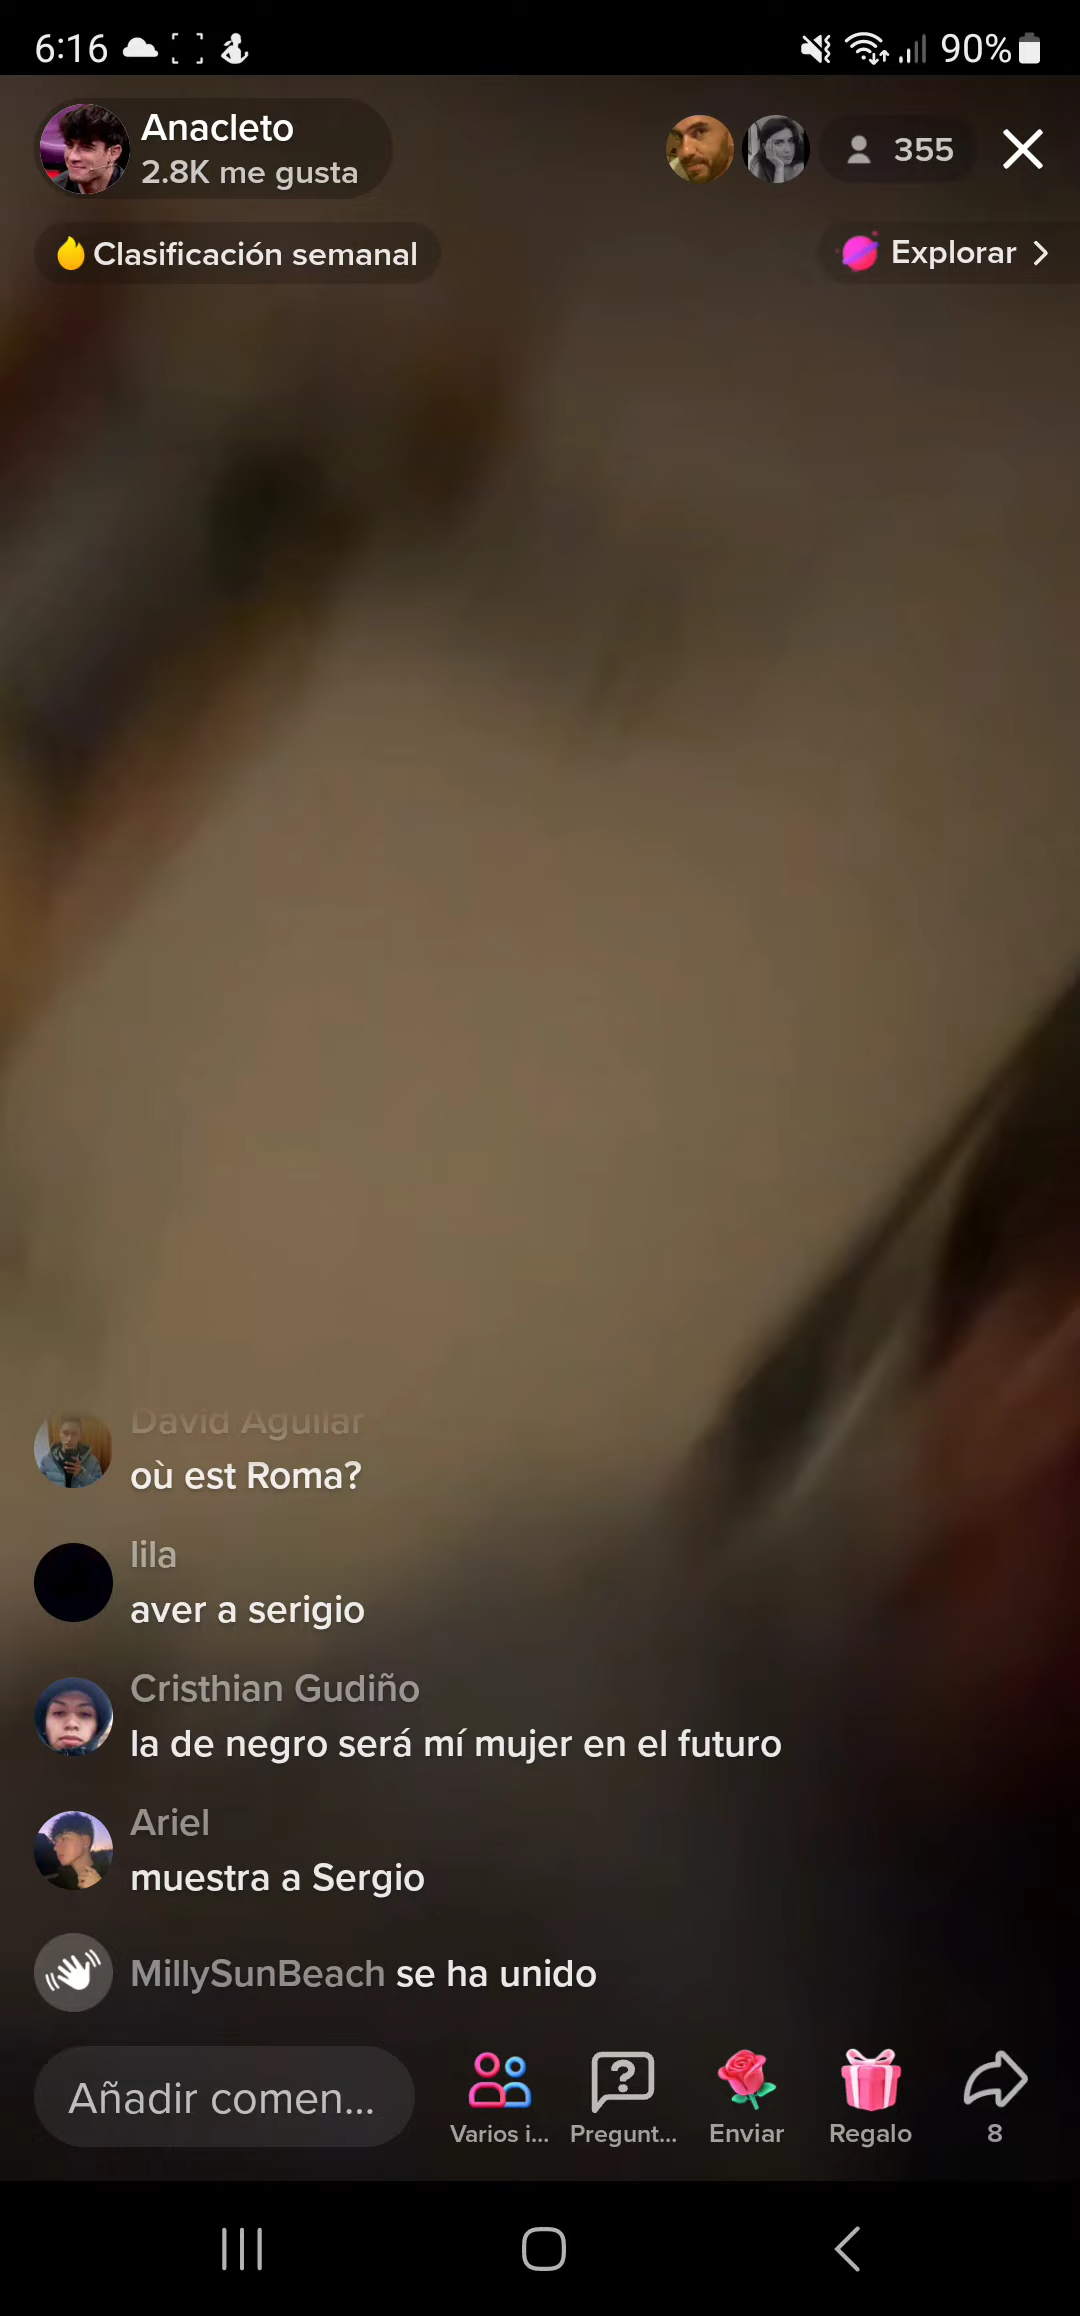 6:16
90%
Anacleto
2.8K me gusta
355
Clasificación semanal
Explorar
David Aguilar
où est Roma?
lila
aver a serigio
Cristhian Gudiño
la de negro será mí mujer en el futuro
Ariel
muestra a Sergio
MillySunBeach se ha unido
Añadir comen...
Varios i...
Pregunt...
Enviar
Regalo
8